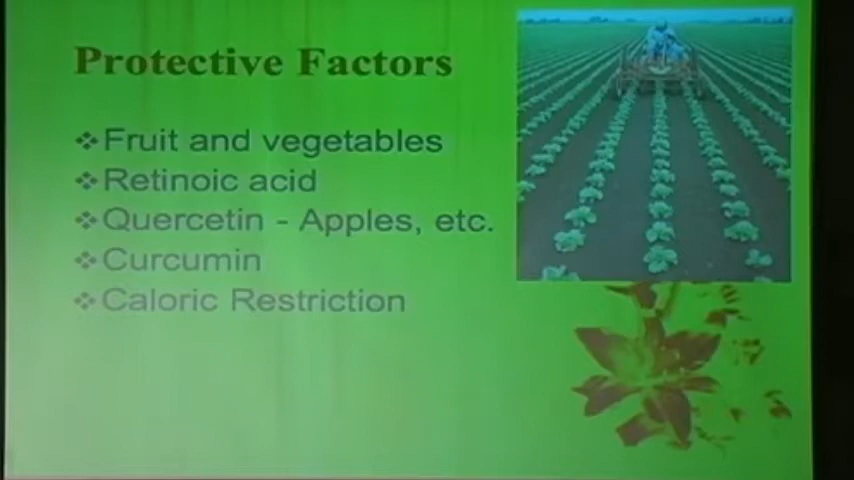 Protective Factors
❖Fruit and vegetables
❖Retinoic acid
❖Quercetin - Apples, etc.
❖Curcumin
❖Caloric Restriction